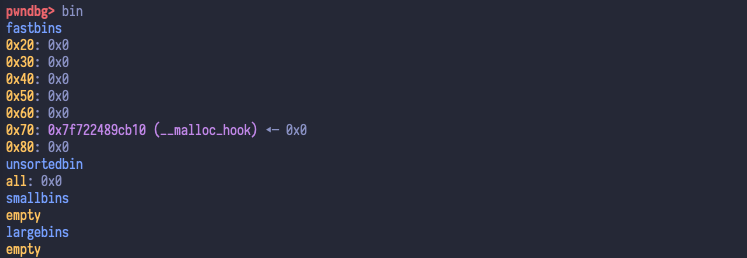 pwndbg> bin
fastbins
0x20: 0x0
0x30: 0x0
0x40: 0x0
0x50: 0x0
0x60: 0x0
0x70: 0x7f722489cb10 (__malloc_hook) ◂— 0x0
0x80: 0x0
unsortedbin
all: 0x0
smallbins
empty
largebins
empty